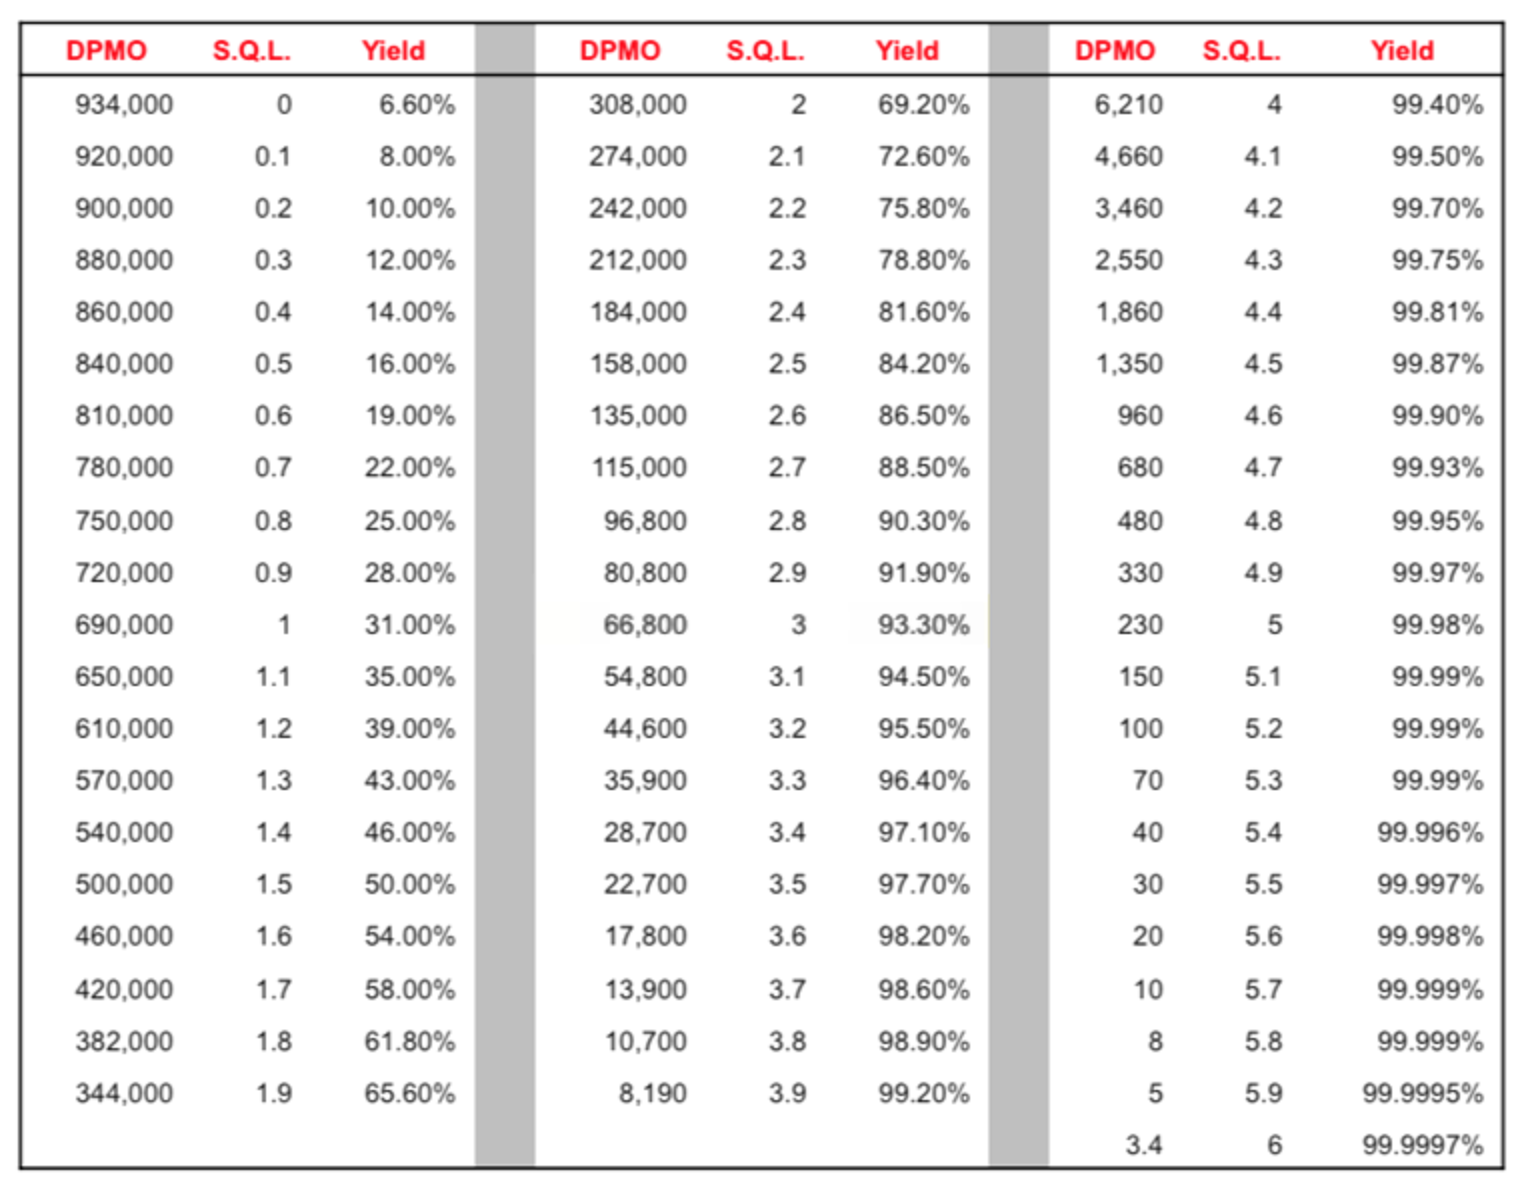 DPMO S.Q.L. Yield DPMO S.Q.L. Yield DPMO S.Q.L. Yield
934,000 0 6.60% 308,000 2 69.20% 6,210 4 99.40%
920,000 0.1 8.00% 274,000 2.1 72.60% 4,660 4.1 99.50%
900,000 0.2 10.00% 242,000 2.2 75.80% 3,460 4.2 99.70%
880,000 0.3 12.00% 212,000 2.3 78.80% 2,550 4.3 99.75%
860,000 0.4 14.00% 184,000 2.4 81.60% 1,860 4.4 99.81%
840,000 0.5 16.00% 158,000 2.5 84.20% 1,350 4.5 99.87%
810,000 0.6 19.00% 135,000 2.6 86.50% 960 4.6 99.90%
780,000 0.7 22.00% 115,000 2.7 88.50% 680 4.7 99.93%
750,000 0.8 25.00% 96,800 2.8 90.30% 480 4.8 99.95%
720,000 0.9 28.00% 80,800 2.9 91.90% 330 4.9 99.97%
690,000 1 31.00% 66,800 3 93.30% 230 5 99.98%
650,000 1.1 35.00% 54,800 3.1 94.50% 150 5.1 99.99%
610,000 1.2 39.00% 44,600 3.2 95.50% 100 5.2 99.99%
570,000 1.3 43.00% 35,900 3.3 96.40% 70 5.3 99.99%
540,000 1.4 46.00% 28,700 3.4 97.10% 40 5.4 99.996%
500,000 1.5 50.00% 22,700 3.5 97.70% 30 5.5 99.997%
460,000 1.6 54.00% 17,800 3.6 98.20% 20 5.6 99.998%
420,000 1.7 58.00% 13,900 3.7 98.60% 10 5.7 99.999%
382,000 1.8 61.80% 10,700 3.8 98.90% 8 5.8 99.999%
344,000 1.9 65.60% 8,190 3.9 99.20% 5 5.9 99.9995%
3.4 6 99.9997%